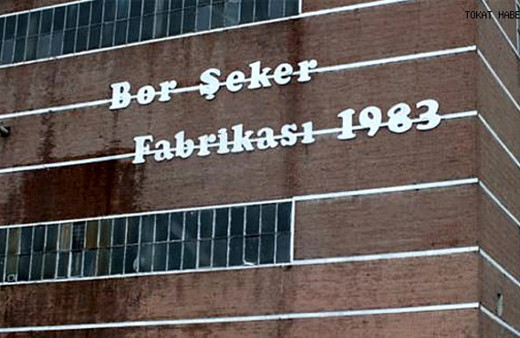 TOKAT HABE
Bor Şeker
Fabrikası 1983